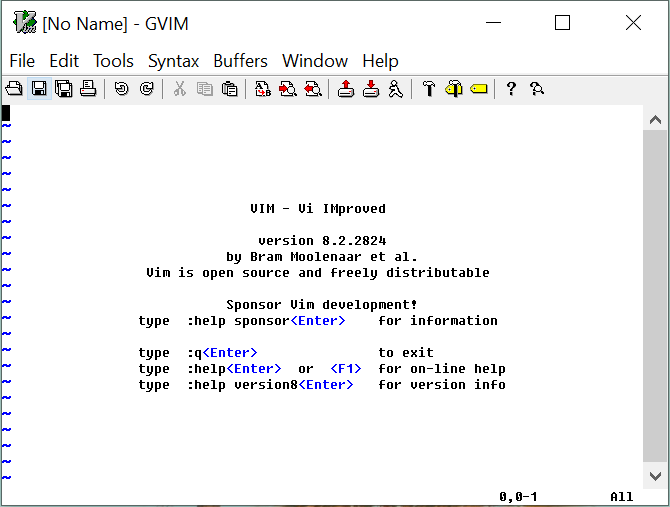 [No Name] - GVIM
File Edit Tools Syntax Buffers Window Help
~
~
~
~
~
~
VIM - Vi IMproved
~
~ version 8.2.2824
~ by Bram Moolenaar et al.
~ Vim is open source and freely distributable
~
~ Sponsor Vim development!
~ type :help sponsor<Enter> for information
~
~ type :q<Enter> to exit
~ type :help<Enter> or <F1> for on-line help
~ type :help version8<Enter> for version info
~
~
~
~
~
~
0,0-1 All